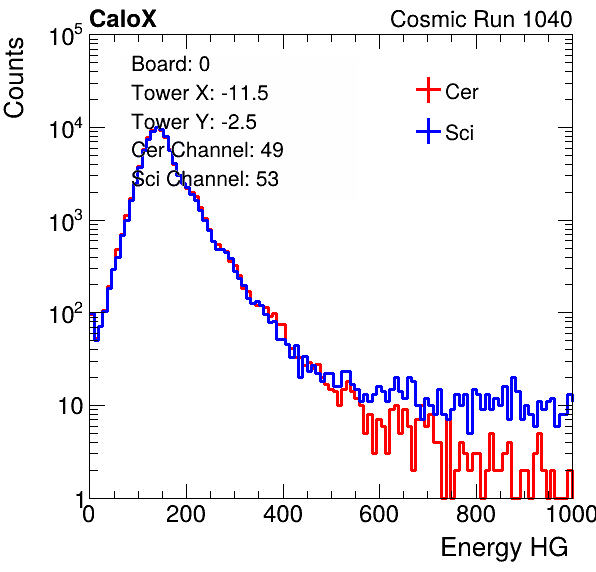 CaloX Cosmic Run 1040
Counts
Board: 0
Tower X: -11.5
Tower Y: -2.5
Cer Channel: 49
Sci Channel: 53
Cer
Sci
10^5
10^4
10^3
10^2
10
1
0 200 400 600 800 1000
Energy HG